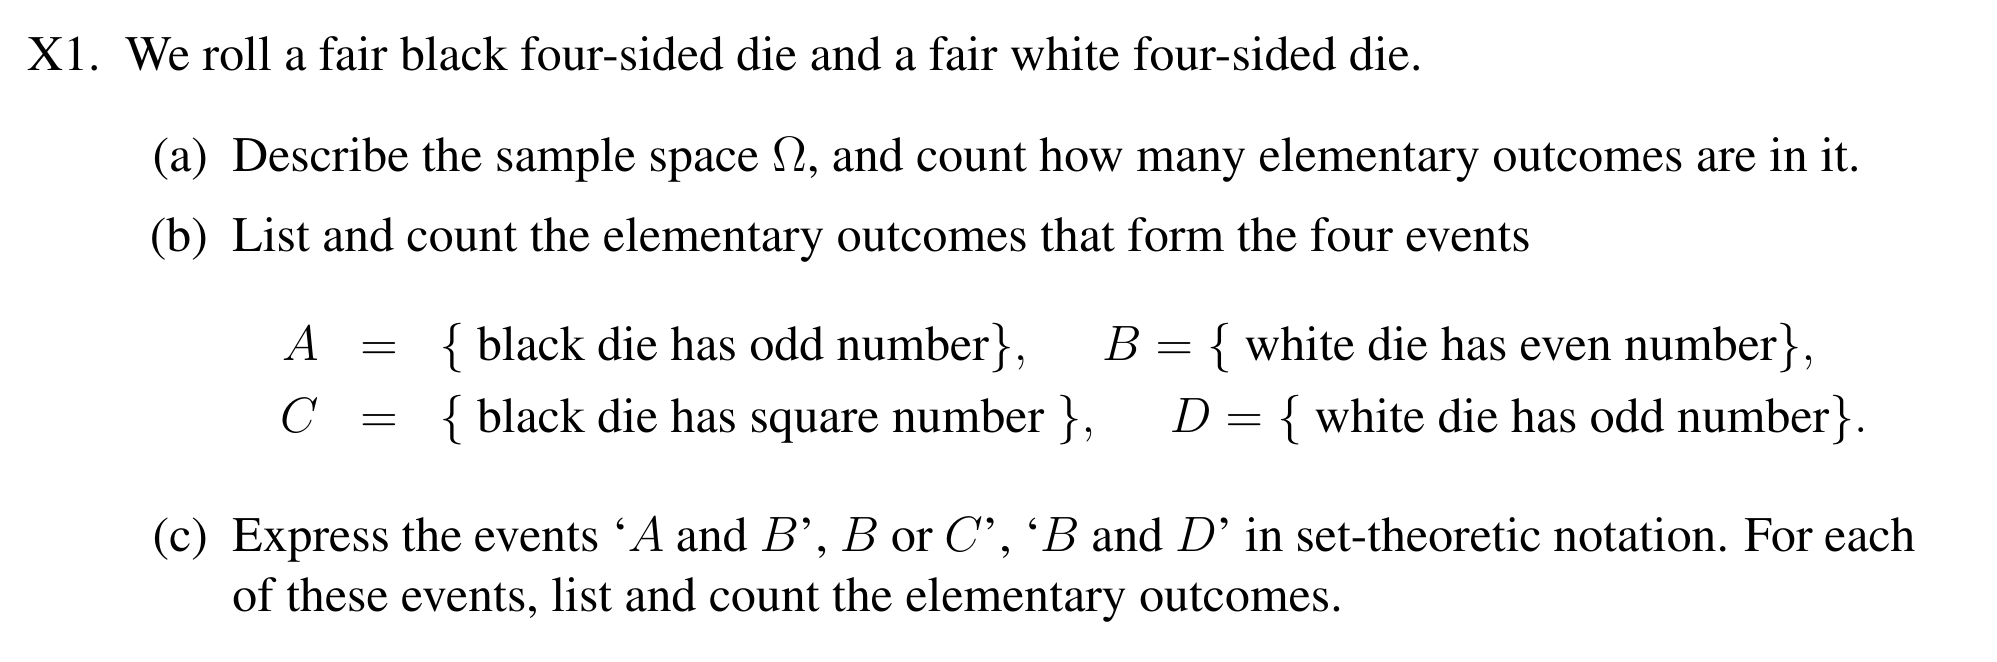 X1. We roll a fair black four-sided die and a fair white four-sided die.
(a) Describe the sample space Ω, and count how many elementary outcomes are in it.
(b) List and count the elementary outcomes that form the four events
A = { black die has odd number}, B = { white die has even number},
C = { black die has square number }, D = { white die has odd number}.
(c) Express the events ‘A and B’, B or C’, ‘B and D’ in set-theoretic notation. For each
of these events, list and count the elementary outcomes.